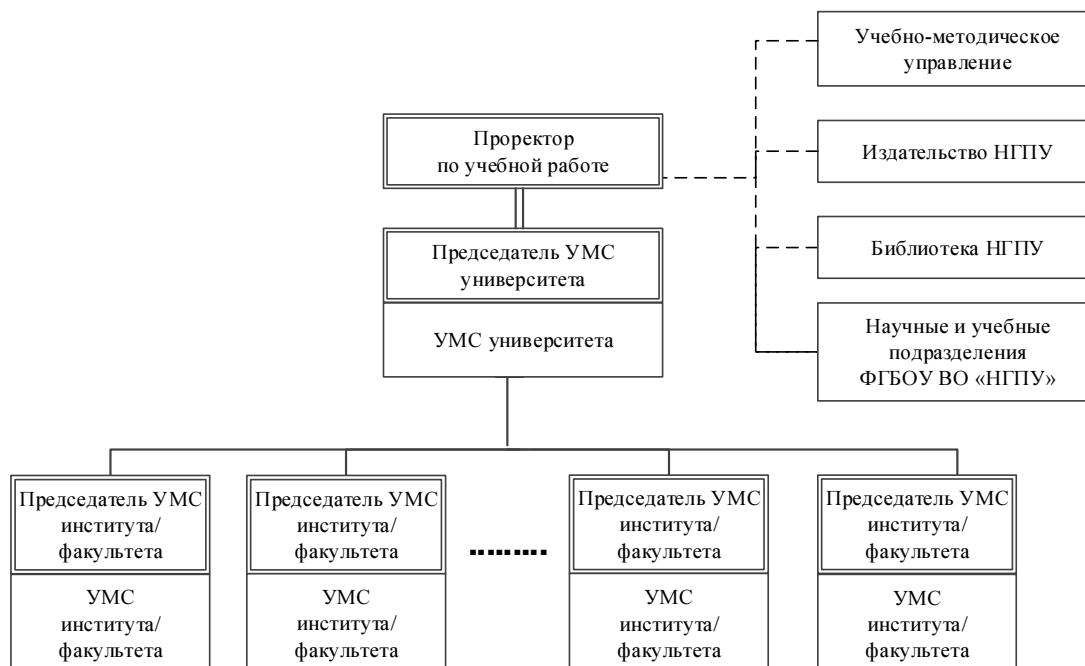 Учебно-методическое
управление
Проректор
по учебной работе
Издательство НГПУ
Председатель УМС
университета
Библиотека НГПУ
УМС университета
Научные и учебные
подразделения
ФГБОУ ВО «НГПУ»
Председатель УМС
института/
факультета
Председатель УМС
института/
факультета
.........
Председатель УМС
института/
факультета
Председатель УМС
института/
факультета
УМС
института/
факультета
УМС
института/
факультета
УМС
института/
факультета
УМС
института/
факультета